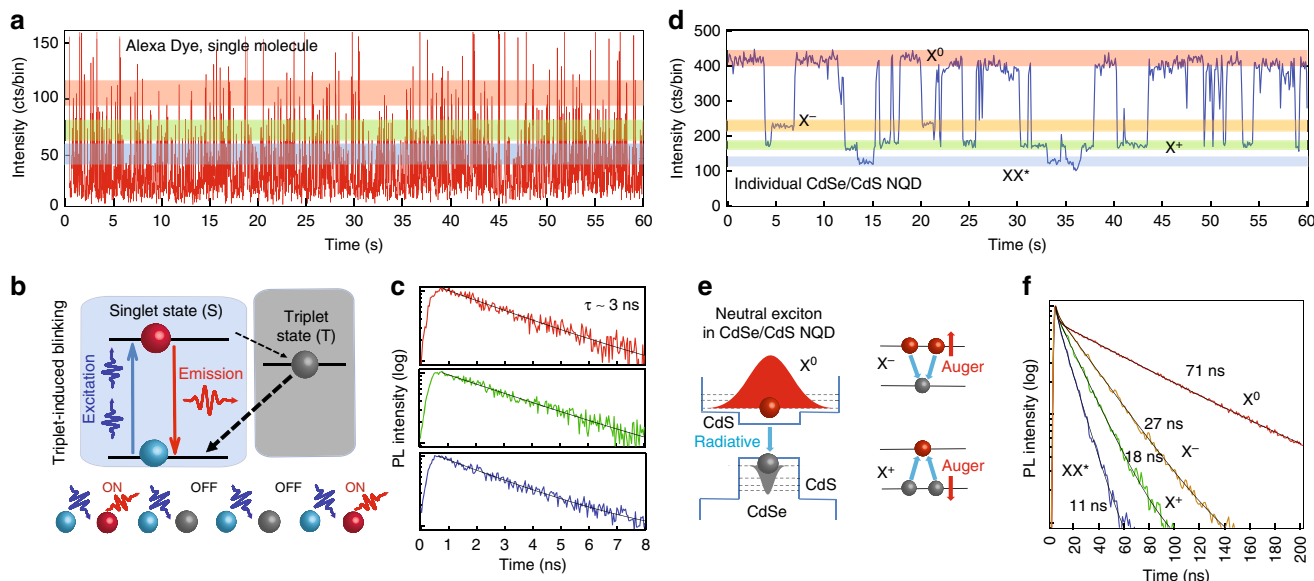 a
Alexa Dye, single molecule
Intensity (cts/bin)
150
100
50
0
0 5 10 15 20 25 30 35 40 45 50 55 60
Time (s)
d
Individual CdSe/CdS NQD
X⁰
X⁻
X⁺
XX*
Intensity (cts/bin)
500
400
300
200
100
0
0 5 10 15 20 25 30 35 40 45 50 55 60
Time (s)
b
Triplet-induced blinking
Singlet state (S)
Triplet
state (T)
Excitation
Emission
ON
OFF
OFF
ON
c
τ ~ 3 ns
PL intensity (log)
0 1 2 3 4 5 6 7 8
Time (ns)
e
Neutral exciton
in CdSe/CdS NQD
X⁰
CdS
Radiative
CdS
CdSe
X⁻
Auger
X⁺
Auger
f
PL intensity (log)
71 ns
X⁰
27 ns
X⁻
18 ns
X⁺
XX*
11 ns
0 20 40 60 80 100 120 140 160 180 200
Time (ns)